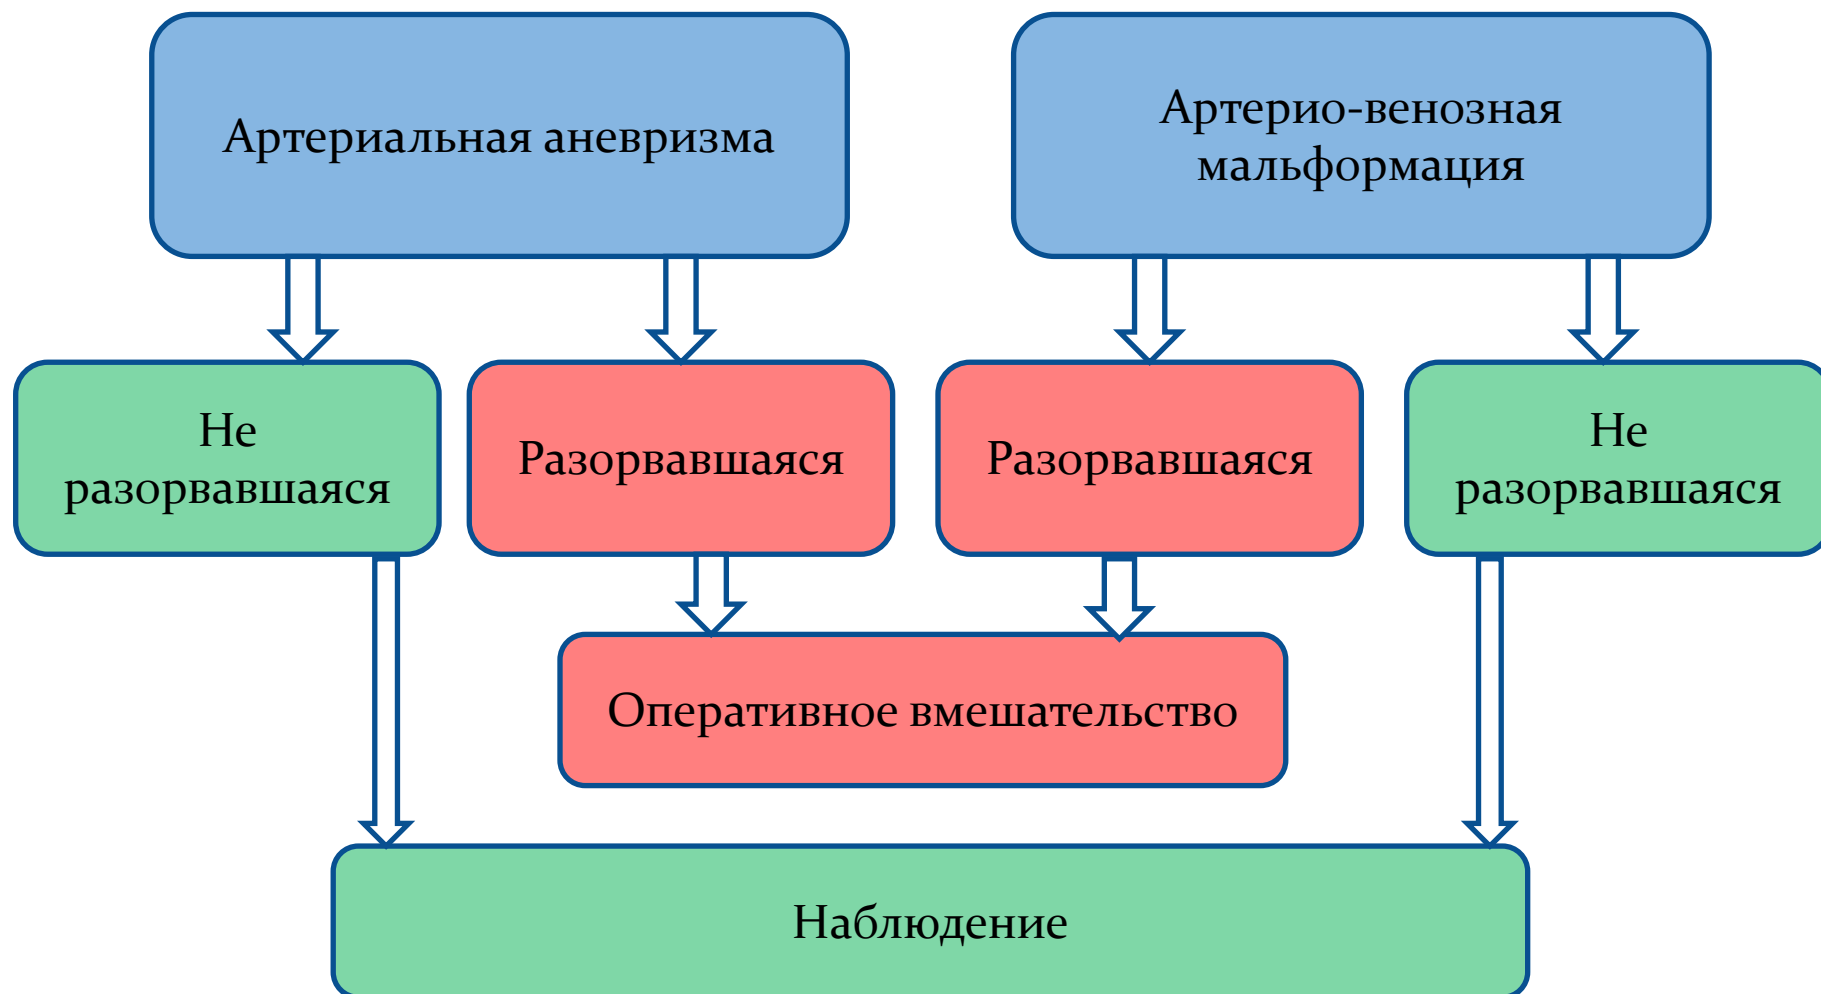 Артериальная аневризма
Артерио-венозная
мальформация
Не
разорвавшаяся
Разорвавшаяся
Разорвавшаяся
Не
разорвавшаяся
Оперативное вмешательство
Наблюдение